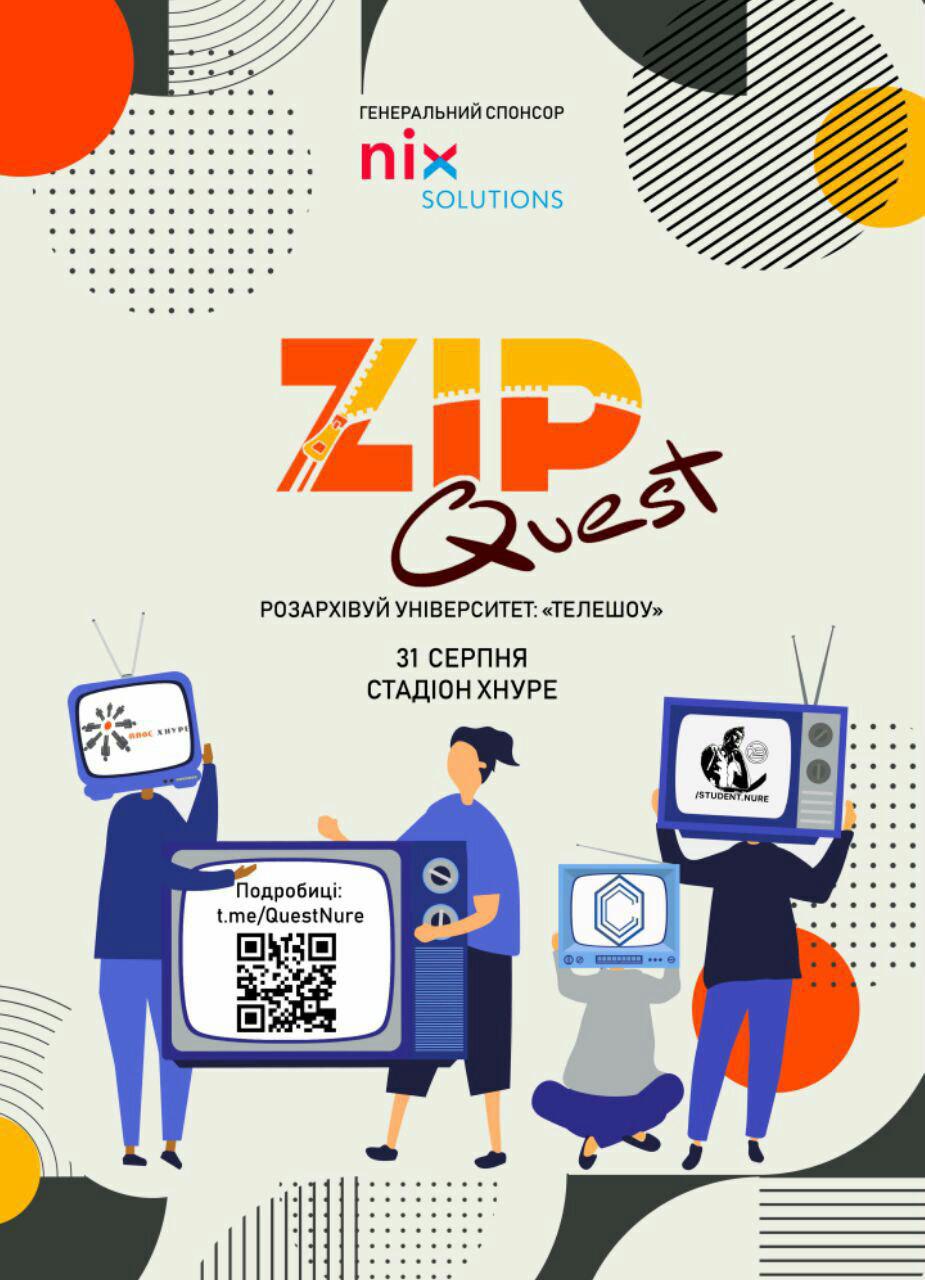 ГЕНЕРАЛЬНИЙ СПОНСОР
nix
SOLUTIONS
ZIP
Quest
РОЗАРХІВУЙ УНІВЕРСИТЕТ: «ТЕЛЕШОУ»
31 СЕРПНЯ
СТАДІОН ХНУРЕ
ППОС ХНУРЕ
/STUDENT.NURE
Подробиці:
t.me/QuestNure